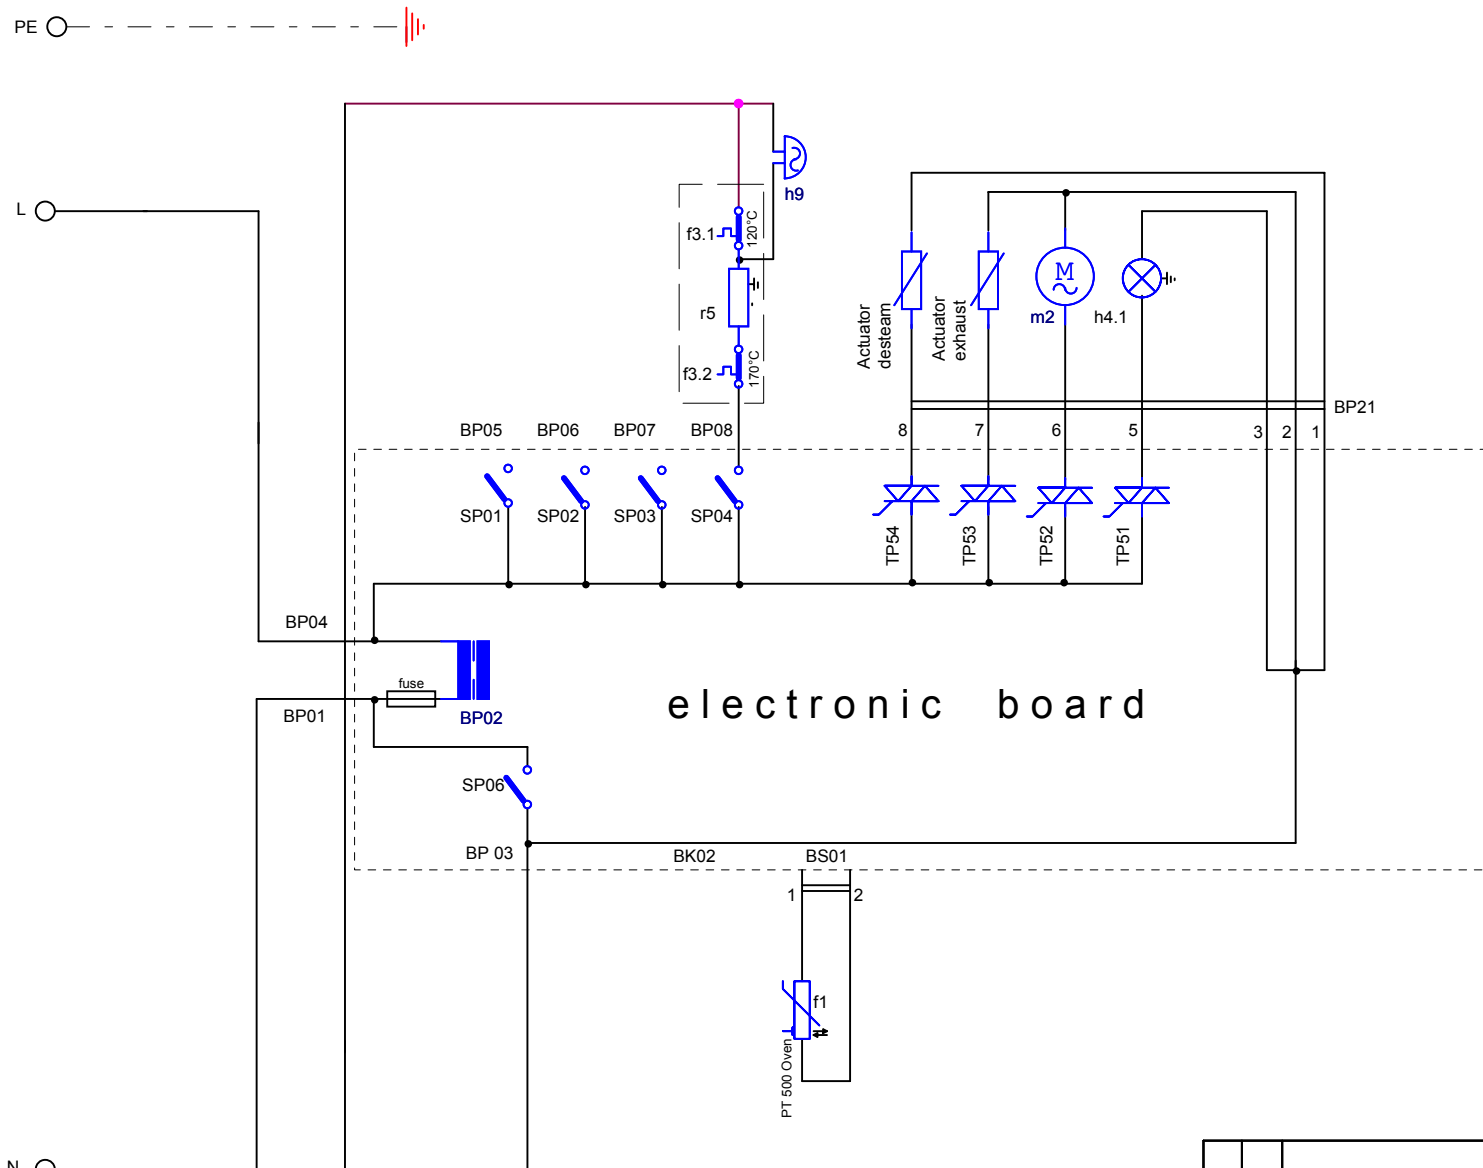 PE
L
h9
f3.1
120°C
r5
f3.2
170°C
Actuator
desteam
Actuator
exhaust
M
m2
h4.1
BP21
BP05
BP06
BP07
BP08
8
7
6
5
3
2
1
SP01
SP02
SP03
SP04
TP54
TP53
TP52
TP51
BP04
fuse
BP01
BP02
electronic board
SP06
BP 03
BK02
BS01
1
2
f1
PT 500 Oven
N